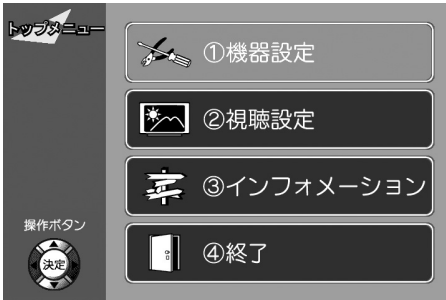 トップメニュー
①機器設定
②視聴設定
③インフォメーション
④終了
操作ボタン
決定